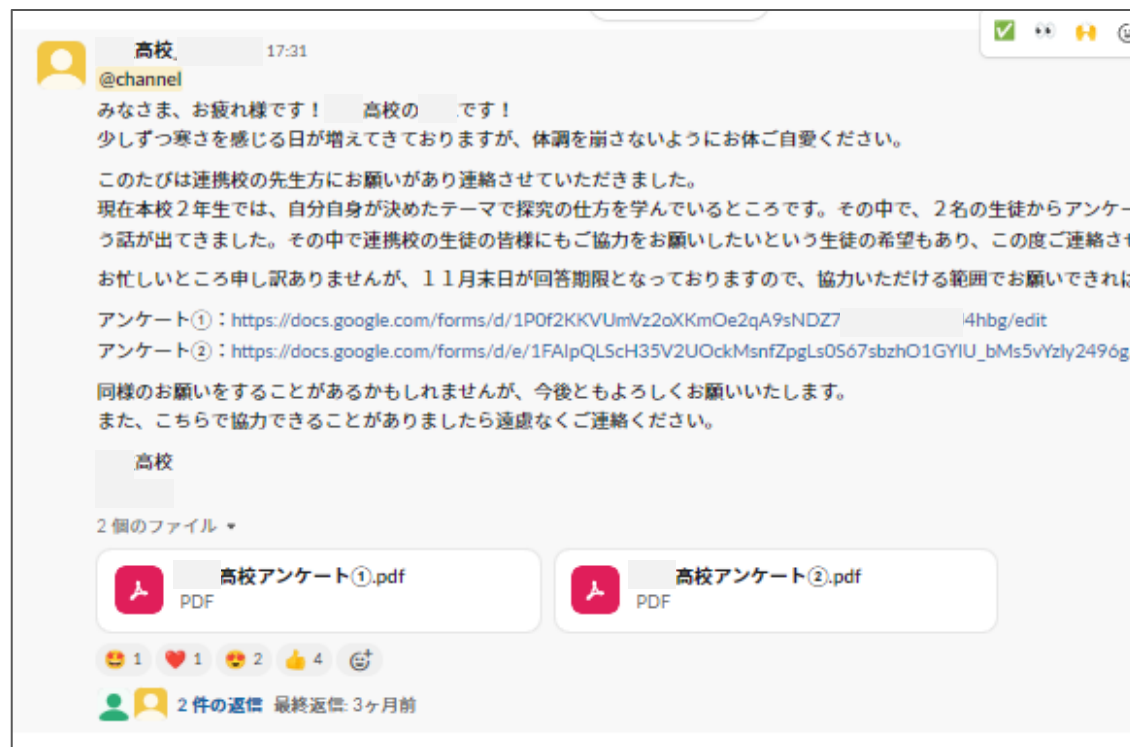 高校 17:31
@channel
みなさま、お疲れ様です！ 高校の です！
少しずつ寒さを感じる日が増えてきておりますが、体調を崩さないようにお体ご自愛ください。
このたびは連携校の先生方にお願いがあり連絡させていただきました。
現在本校２年生では、自分自身が決めたテーマで探究の仕方を学んでいるところです。その中で、２名の生徒からアンケー
う話が出てきました。その中で連携校の生徒の皆様にもご協力をお願いしたいという生徒の希望もあり、この度ご連絡させ
お忙しいところ申し訳ありませんが、１１月末日が回答期限となっておりますので、協力いただける範囲でお願いできれば
アンケート①：https://docs.google.com/forms/d/1P0f2KKVUmVz2oXKmOe2qA9sNDZ7 4hbg/edit
アンケート②：https://docs.google.com/forms/d/e/1FAIpQLScH35V2UOckMsnfZpgLs0S67sbzhO1GYIU_bMs5vYzly2496g
同様のお願いをすることがあるかもしれませんが、今後ともよろしくお願いいたします。
また、こちらで協力できることがありましたら遠慮なくご連絡ください。
高校
2 個のファイル
高校アンケート①.pdf
PDF
高校アンケート②.pdf
PDF
1 1 2 4
2 件の返信 最終返信: 3ヶ月前